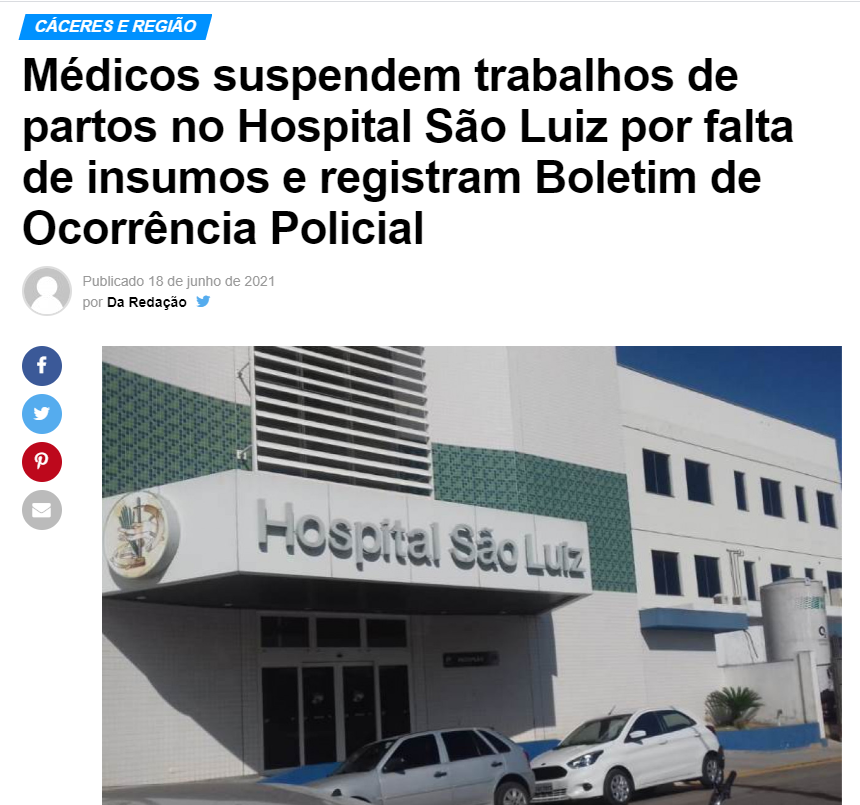 CÁCERES E REGIÃO
Médicos suspendem trabalhos de
partos no Hospital São Luiz por falta
de insumos e registram Boletim de
Ocorrência Policial
Publicado 18 de junho de 2021
por Da Redação
Hospital São Luiz